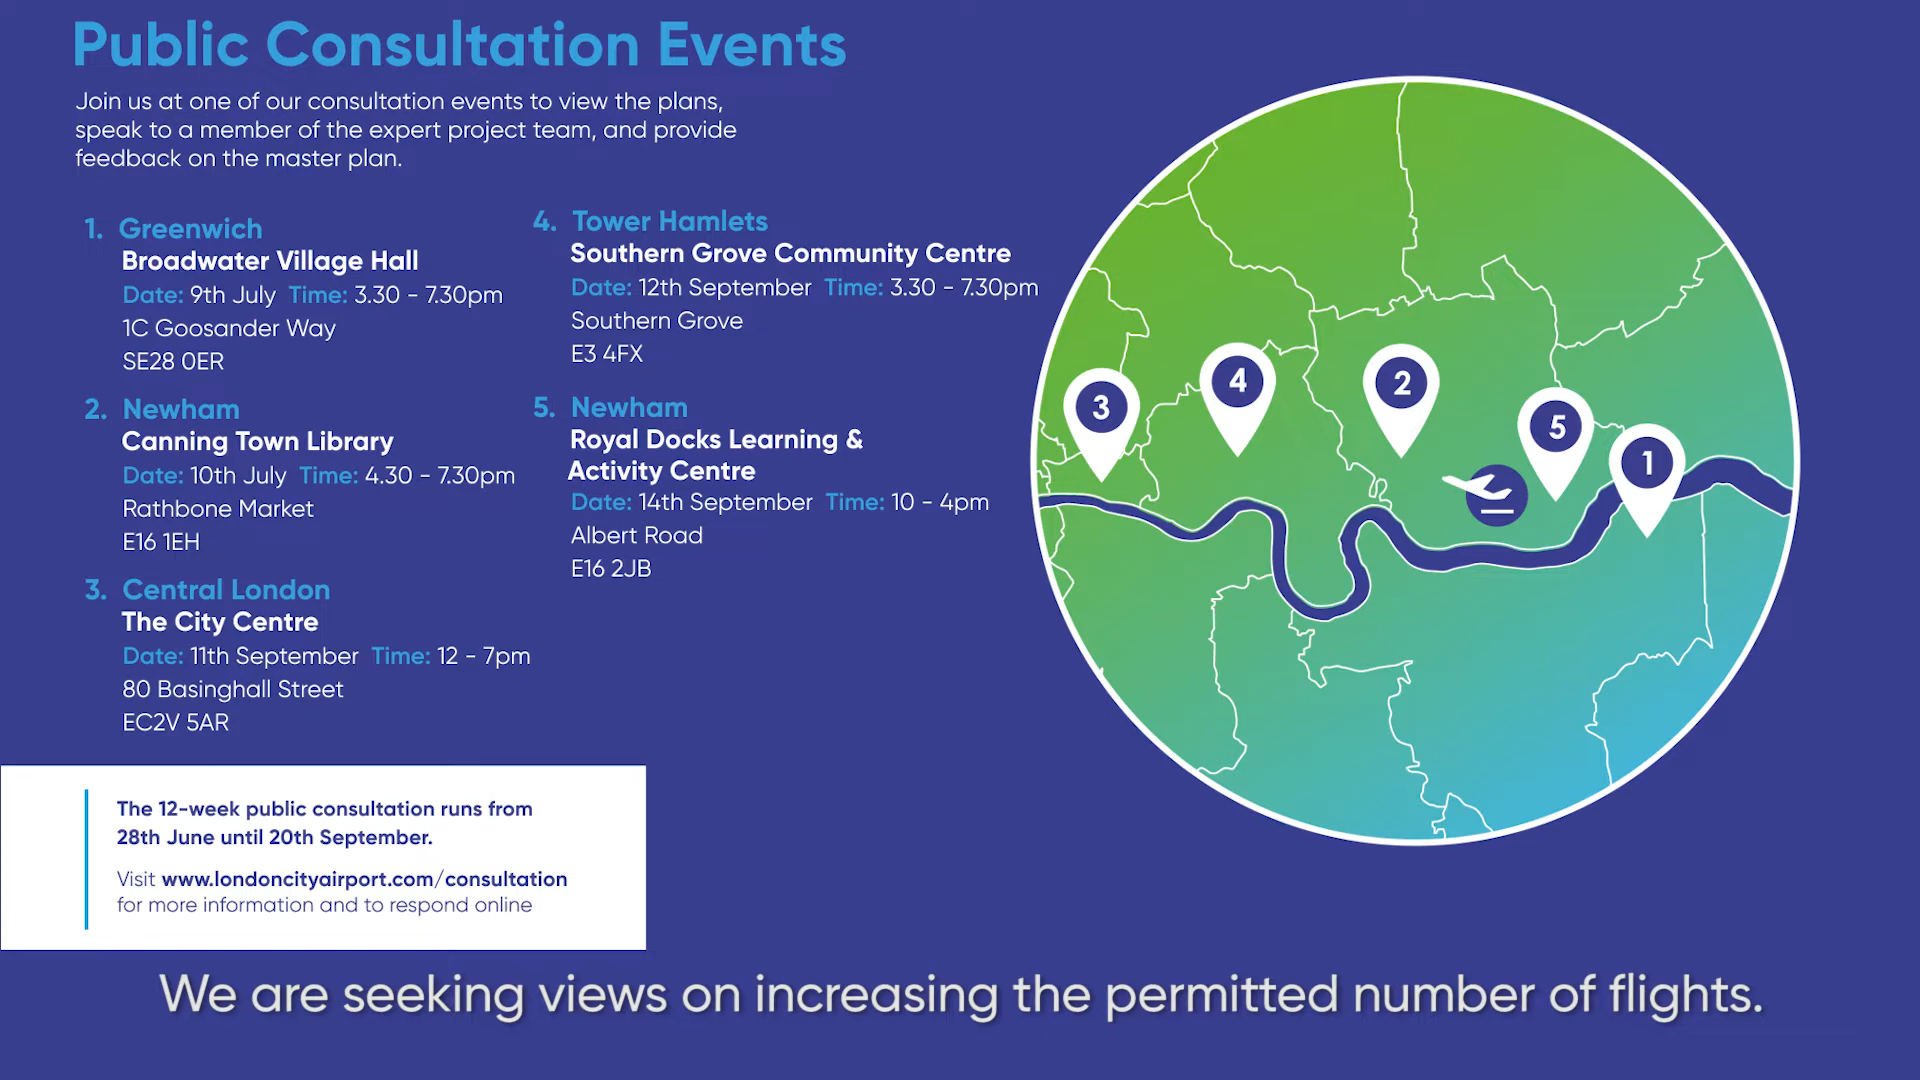 Public Consultation Events
Join us at one of our consultation events to view the plans,
speak to a member of the expert project team, and provide
feedback on the master plan.
1. Greenwich
Broadwater Village Hall
Date: 9th July Time: 3.30 - 7.30pm
1C Goosander Way
SE28 0ER
2. Newham
Canning Town Library
Date: 10th July Time: 4.30 - 7.30pm
Rathbone Market
E16 1EH
3. Central London
The City Centre
Date: 11th September Time: 12 - 7pm
80 Basinghall Street
EC2V 5AR
4. Tower Hamlets
Southern Grove Community Centre
Date: 12th September Time: 3.30 - 7.30pm
Southern Grove
E3 4FX
5. Newham
Royal Docks Learning &
Activity Centre
Date: 14th September Time: 10 - 4pm
Albert Road
E16 2JB
3
4
2
5
1
The 12-week public consultation runs from
28th June until 20th September.
Visit www.londoncityairport.com/consultation
for more information and to respond online
We are seeking views on increasing the permitted number of flights.